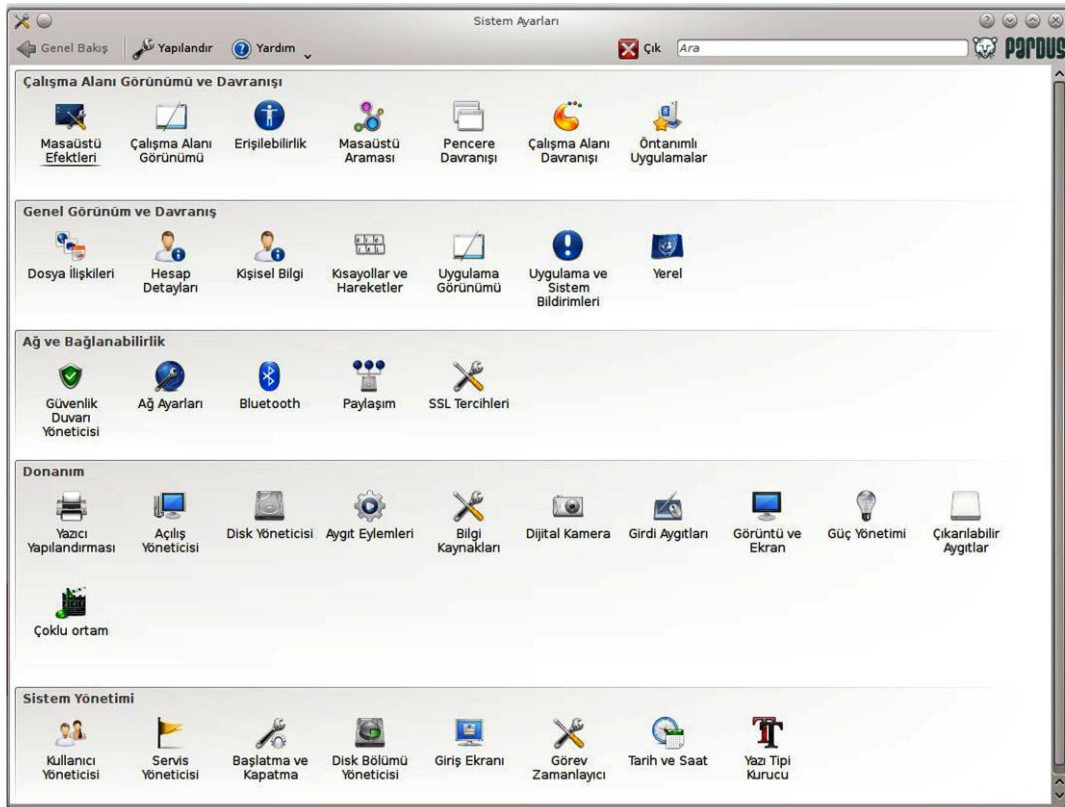 Sistem Ayarları
Genel Bakış Yapılandır Yardım Çık Ara PARDUS
Çalışma Alanı Görünümü ve Davranışı
Masaüstü Efektleri
Çalışma Alanı Görünümü
Erişilebilirlik
Masaüstü Araması
Pencere Davranışı
Çalışma Alanı Davranışı
Öntanımlı Uygulamalar
Genel Görünüm ve Davranış
Dosya İlişkileri
Hesap Detayları
Kişisel Bilgi
Kısayollar ve Hareketler
Uygulama Görünümü
Uygulama ve Sistem Bildirimleri
Yerel
Ağ ve Bağlanabilirlik
Güvenlik Duvarı Yöneticisi
Ağ Ayarları
Bluetooth
Paylaşım
SSL Tercihleri
Donanım
Yazıcı Yapılandırması
Açılış Yöneticisi
Disk Yöneticisi
Aygıt Eylemleri
Bilgi Kaynakları
Dijital Kamera
Girdi Aygıtları
Görüntü ve Ekran
Güç Yönetimi
Çıkarılabilir Aygıtlar
Çoklu ortam
Sistem Yönetimi
Kullanıcı Yöneticisi
Servis Yöneticisi
Başlatma ve Kapatma
Disk Bölümü Yöneticisi
Giriş Ekranı
Görev Zamanlayıcı
Tarih ve Saat
Yazı Tipi Kurucu